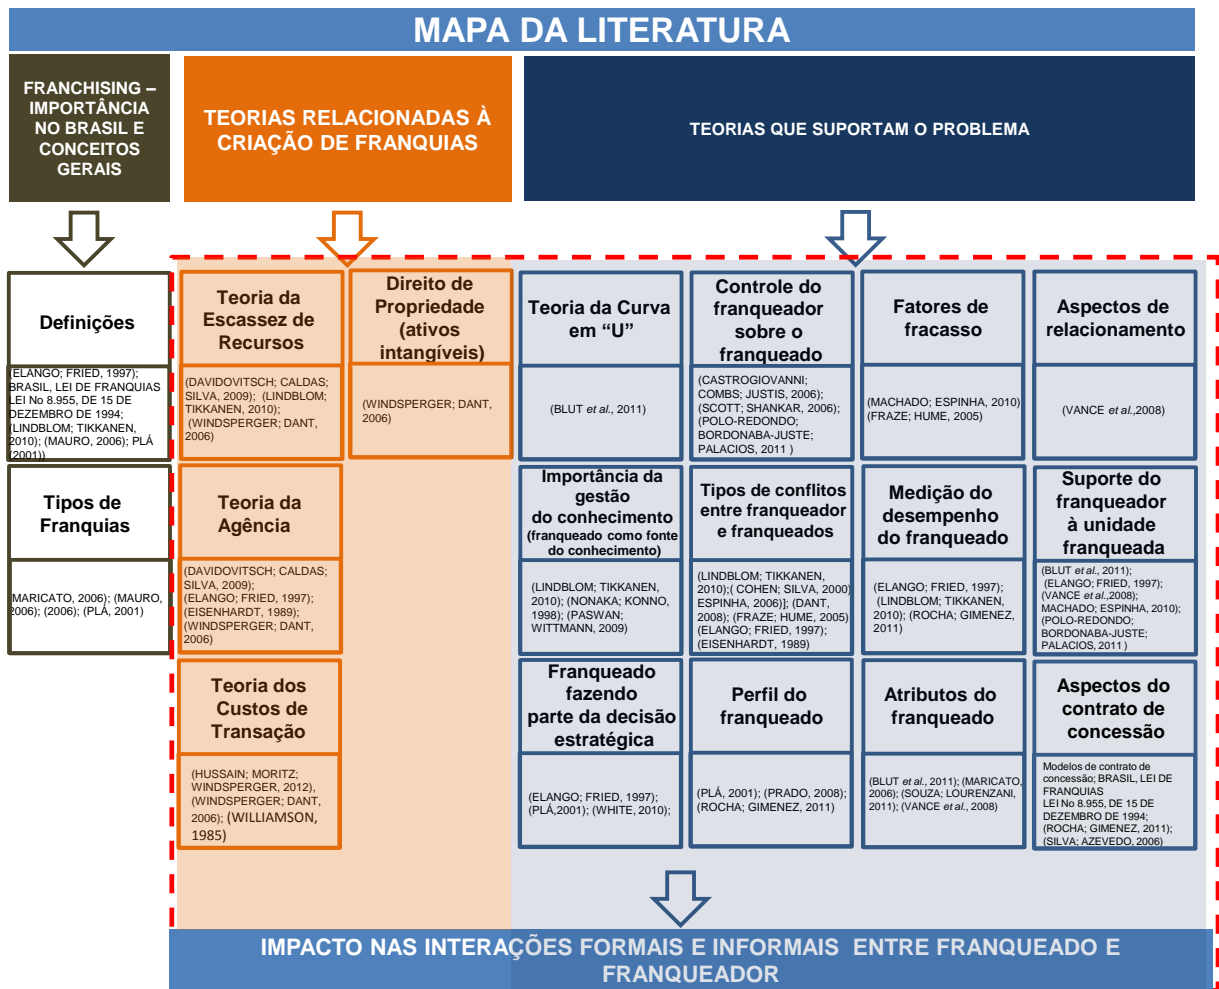 MAPA DA LITERATURA
FRANCHISING –
IMPORTÂNCIA
NO BRASIL E
CONCEITOS
GERAIS
TEORIAS RELACIONADAS À
CRIAÇÃO DE FRANQUIAS
TEORIAS QUE SUPORTAM O PROBLEMA
Definições
(ELANGO; FRIED, 1997);
BRASIL, LEI DE FRANQUIAS
LEI No 8.955, DE 15 DE
DEZEMBRO DE 1994;
(LINDBLOM; TIKKANEN,
2010); (MAURO, 2006); PLÁ
(2001))
Tipos de
Franquias
MARICATO, 2006); (MAURO,
2006); (2006); (PLÁ, 2001)
Teoria da
Escassez de
Recursos
(DAVIDOVITSCH; CALDAS;
SILVA, 2009); (LINDBLOM;
TIKKANEN, 2010);
(WINDSPERGER; DANT,
2006)
Direito de
Propriedade
(ativos
intangíveis)
(WINDSPERGER; DANT,
2006)
Teoria da
Agência
(DAVIDOVITSCH; CALDAS;
SILVA, 2009);
(ELANGO; FRIED, 1997);
(EISENHARDT, 1989);
(WINDSPERGER; DANT,
2006)
Teoria dos
Custos de
Transação
(HUSSAIN; MORITZ;
WINDSPERGER, 2012),
(WINDSPERGER; DANT,
2006); (WILLIAMSON,
1985)
Teoria da Curva
em “U”
(BLUT et al., 2011)
Controle do
franqueador
sobre o
franqueado
(CASTROGIOVANNI;
COMBS; JUSTIS, 2006);
(SCOTT; SHANKAR, 2006);
(POLO-REDONDO;
BORDONABA-JUSTE;
PALACIOS, 2011 )
Fatores de
fracasso
(MACHADO; ESPINHA, 2010)
(FRAZE; HUME, 2005)
Aspectos de
relacionamento
(VANCE et al.,2008)
Importância da
gestão
do conhecimento
(franqueado como fonte
do conhecimento)
(LINDBLOM; TIKKANEN,
2010); (NONAKA; KONNO,
1998); (PASWAN;
WITTMANN, 2009)
Tipos de conflitos
entre franqueador
e franqueados
(LINDBLOM; TIKKANEN,
2010);( COHEN; SILVA, 2000)
ESPINHA, 2006)]; (DANT,
2008); (FRAZE; HUME, 2005)
(ELANGO; FRIED, 1997);
(EISENHARDT, 1989)
Medição do
desempenho
do franqueado
(ELANGO; FRIED, 1997);
(LINDBLOM; TIKKANEN,
2010); (ROCHA; GIMENEZ,
2011)
Suporte do
franqueador
à unidade
franqueada
(BLUT et al., 2011);
(ELANGO; FRIED, 1997);
(VANCE et al.,2008);
MACHADO; ESPINHA, 2010);
(POLO-REDONDO;
BORDONABA-JUSTE;
PALACIOS, 2011 )
Franqueado
fazendo
parte da decisão
estratégica
(ELANGO; FRIED, 1997);
(PLÁ,2001); (WHITE, 2010);
Perfil do
franqueado
(PLÁ, 2001); (PRADO, 2008);
(ROCHA; GIMENEZ, 2011)
Atributos do
franqueado
(BLUT et al., 2011); (MARICATO,
2006); (SOUZA; LOURENZANI,
2011); (VANCE et al., 2008)
Aspectos do
contrato de
concessão
Modelos de contrato de
concessão; BRASIL, LEI DE
FRANQUIAS
LEI No 8.955, DE 15 DE
DEZEMBRO DE 1994;
(ROCHA; GIMENEZ, 2011);
(SILVA; AZEVEDO, 2006)
IMPACTO NAS INTERAÇÕES FORMAIS E INFORMAIS ENTRE FRANQUEADO E
FRANQUEADOR